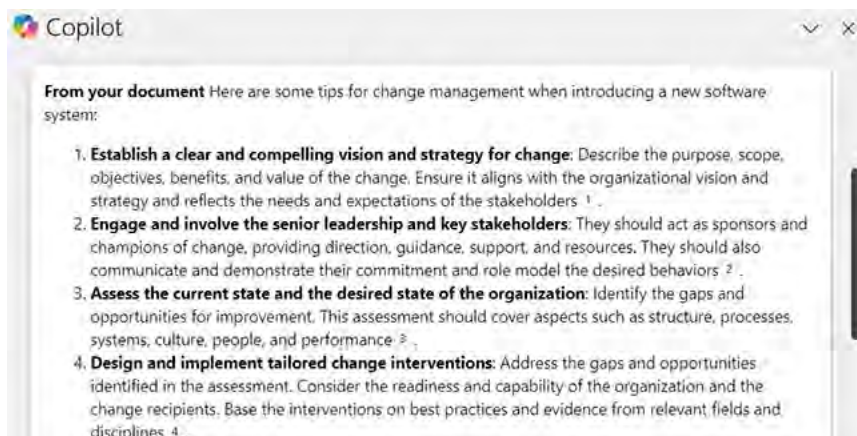 Copilot
From your document Here are some tips for change management when introducing a new software
system:
1. Establish a clear and compelling vision and strategy for change: Describe the purpose, scope,
objectives, benefits, and value of the change. Ensure it aligns with the organizational vision and
strategy and reflects the needs and expectations of the stakeholders 1 .
2. Engage and involve the senior leadership and key stakeholders: They should act as sponsors and
champions of change, providing direction, guidance, support, and resources. They should also
communicate and demonstrate their commitment and role model the desired behaviors 2 .
3. Assess the current state and the desired state of the organization: Identify the gaps and
opportunities for improvement. This assessment should cover aspects such as structure, processes,
systems, culture, people, and performance 3 .
4. Design and implement tailored change interventions: Address the gaps and opportunities
identified in the assessment. Consider the readiness and capability of the organization and the
change recipients. Base the interventions on best practices and evidence from relevant fields and
disciplines 4